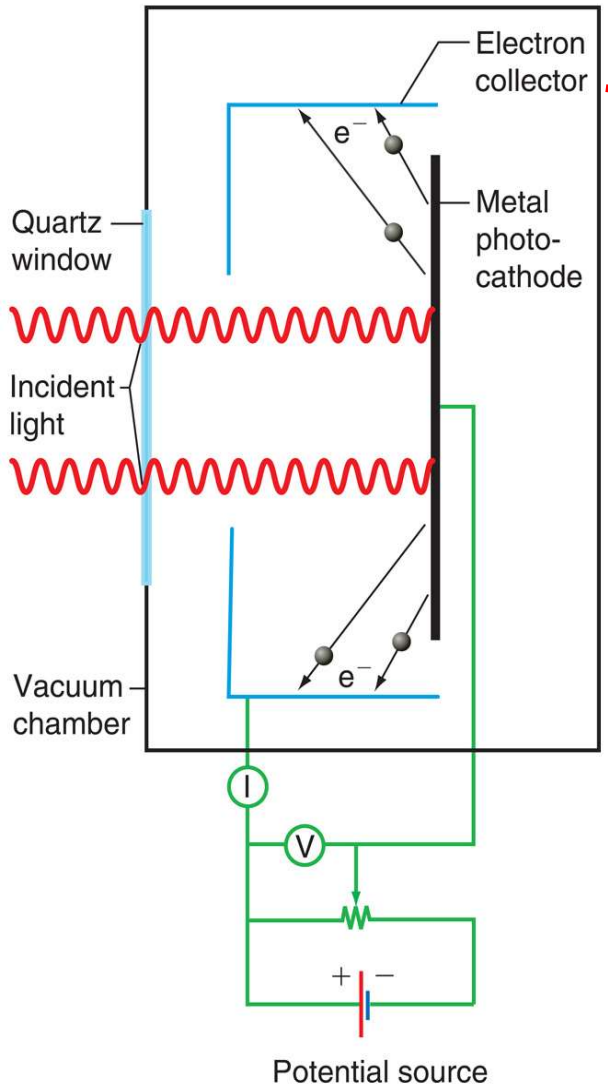 Electron
collector
e−
Metal
photo-
cathode
Quartz
window
Incident
light
e−
Vacuum
chamber
I
V
+ −
Potential source